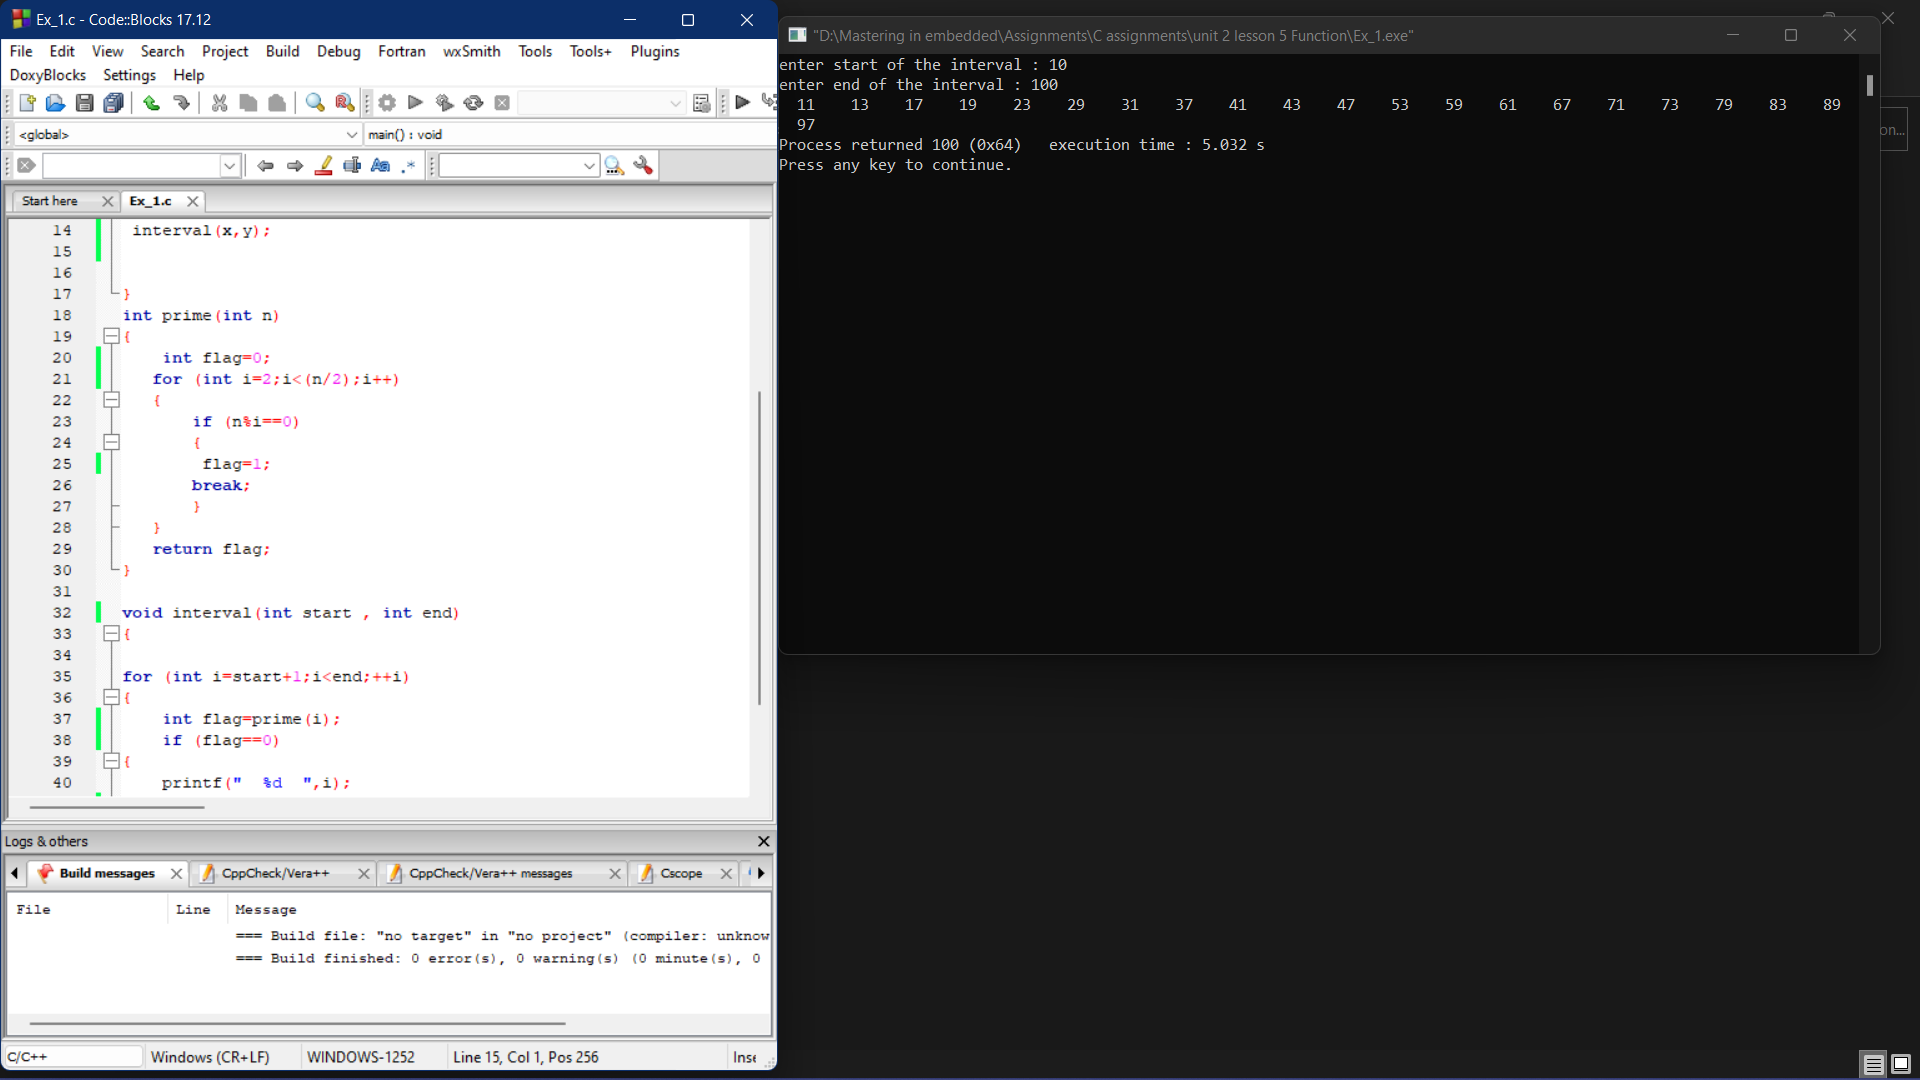 Ex_1.c - Code::Blocks 17.12
File Edit View Search Project Build Debug Fortran wxSmith Tools Tools+ Plugins
DoxyBlocks Settings Help
<global> main() : void
Start here Ex_1.c
14 interval(x,y);
15
16
17 }
18 int prime(int n)
19 {
20 int flag=0;
21 for (int i=2;i<(n/2);i++)
22 {
23 if (n%i==0)
24 {
25 flag=1;
26 break;
27 }
28 }
29 return flag;
30 }
31
32 void interval(int start , int end)
33 {
34
35 for (int i=start+1;i<end;++i)
36 {
37 int flag=prime(i);
38 if (flag==0)
39 {
40 printf("  %d  ",i);
Logs & others
Build messages CppCheck/Vera++ CppCheck/Vera++ messages Cscope
File Line Message
=== Build file: "no target" in "no project" (compiler: unknow
=== Build finished: 0 error(s), 0 warning(s) (0 minute(s), 0
C/C++ Windows (CR+LF) WINDOWS-1252 Line 15, Col 1, Pos 256 Inse
"D:\Mastering in embedded\Assignments\C assignments\unit 2 lesson 5 Function\Ex_1.exe"
enter start of the interval : 10
enter end of the interval : 100
11 13 17 19 23 29 31 37 41 43 47 53 59 61 67 71 73 79 83 89
97
Process returned 100 (0x64) execution time : 5.032 s
Press any key to continue.
on...